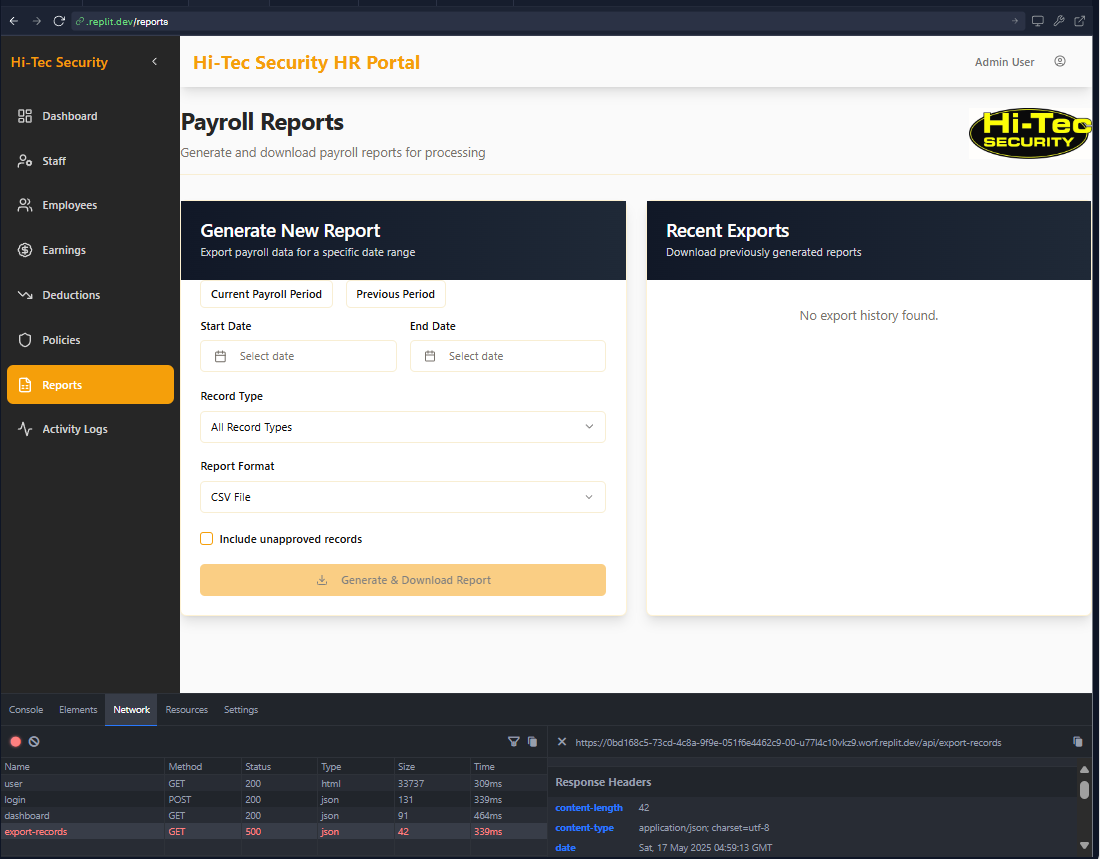 .replit.dev/reports
Hi-Tec Security
Hi-Tec Security HR Portal
Admin User
Dashboard
Staff
Employees
Earnings
Deductions
Policies
Reports
Activity Logs
Payroll Reports
Generate and download payroll reports for processing
Hi-Tec
SECURITY
Generate New Report
Export payroll data for a specific date range
Current Payroll Period
Previous Period
Start Date
End Date
Select date
Select date
Record Type
All Record Types
Report Format
CSV File
Include unapproved records
Generate & Download Report
Recent Exports
Download previously generated reports
No export history found.
Console Elements Network Resources Settings
Name Method Status Type Size Time
user GET 200 html 33737 309ms
login POST 200 json 131 339ms
dashboard GET 200 json 91 464ms
export-records GET 500 json 42 339ms
https://0bd168c5-73cd-4c8a-9f9e-051f6e4462c9-00-u77l4c10vkz9.worf.replit.dev/api/export-records
Response Headers
content-length 42
content-type application/json; charset=utf-8
date Sat, 17 May 2025 04:59:13 GMT